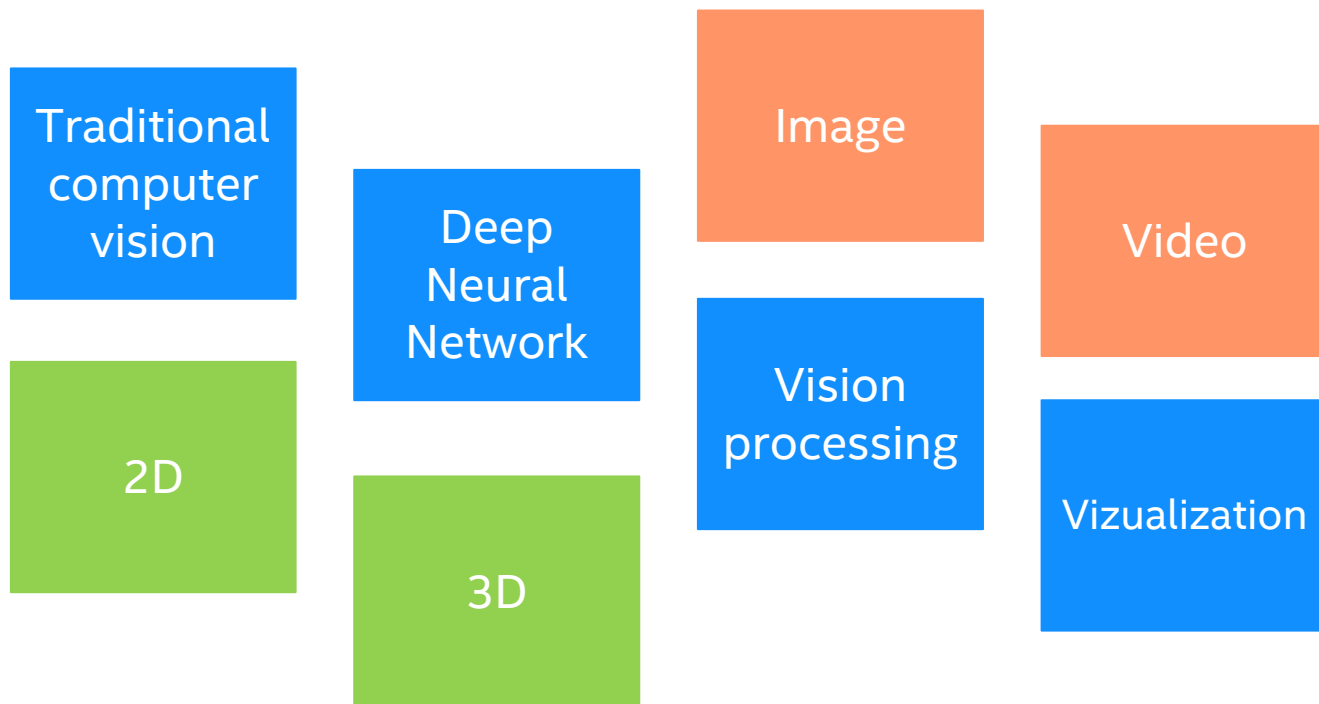 Traditional
computer
vision
2D
Deep
Neural
Network
3D
Image
Vision
processing
Video
Vizualization